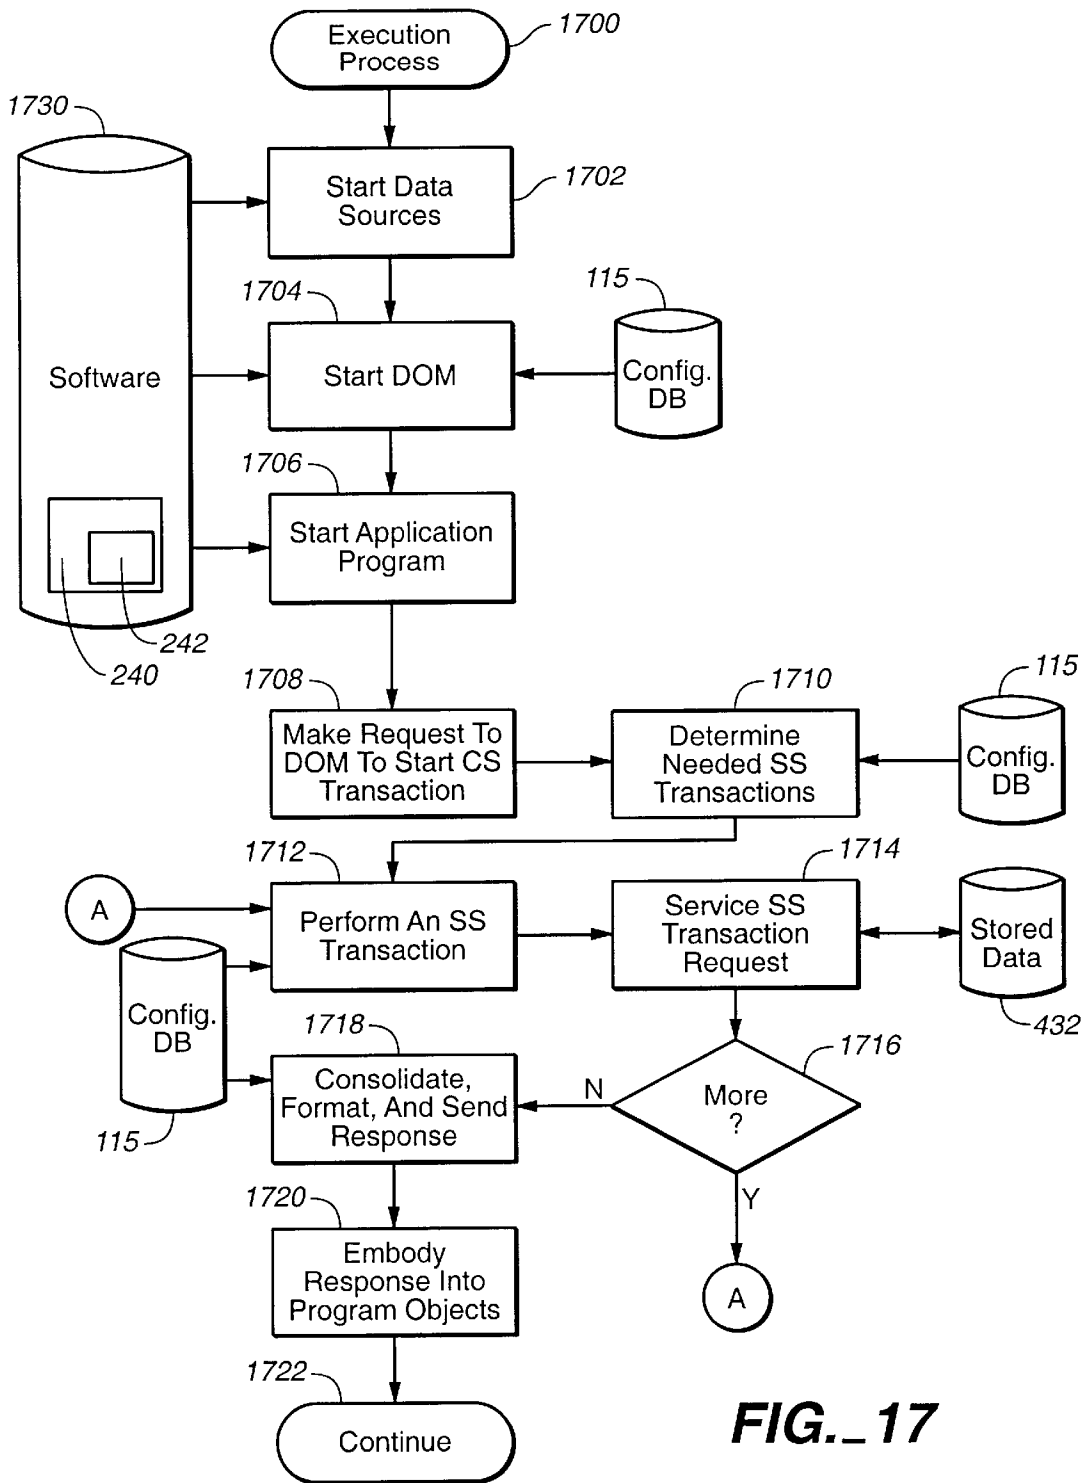 Execution
Process
1700
1730
Start Data
Sources
1702
1704
115
Software
Start DOM
Config.
DB
1706
Start Application
Program
242
240
1708
1710
115
Make Request To
DOM To Start CS
Transaction
Determine
Needed SS
Transactions
Config.
DB
1712
1714
A
Perform An SS
Transaction
Service SS
Transaction
Request
Stored
Data
432
Config.
DB
1718
1716
Consolidate,
Format, And Send
Response
N
More
?
115
Y
1720
Embody
Response Into
Program Objects
A
1722
Continue
FIG._17